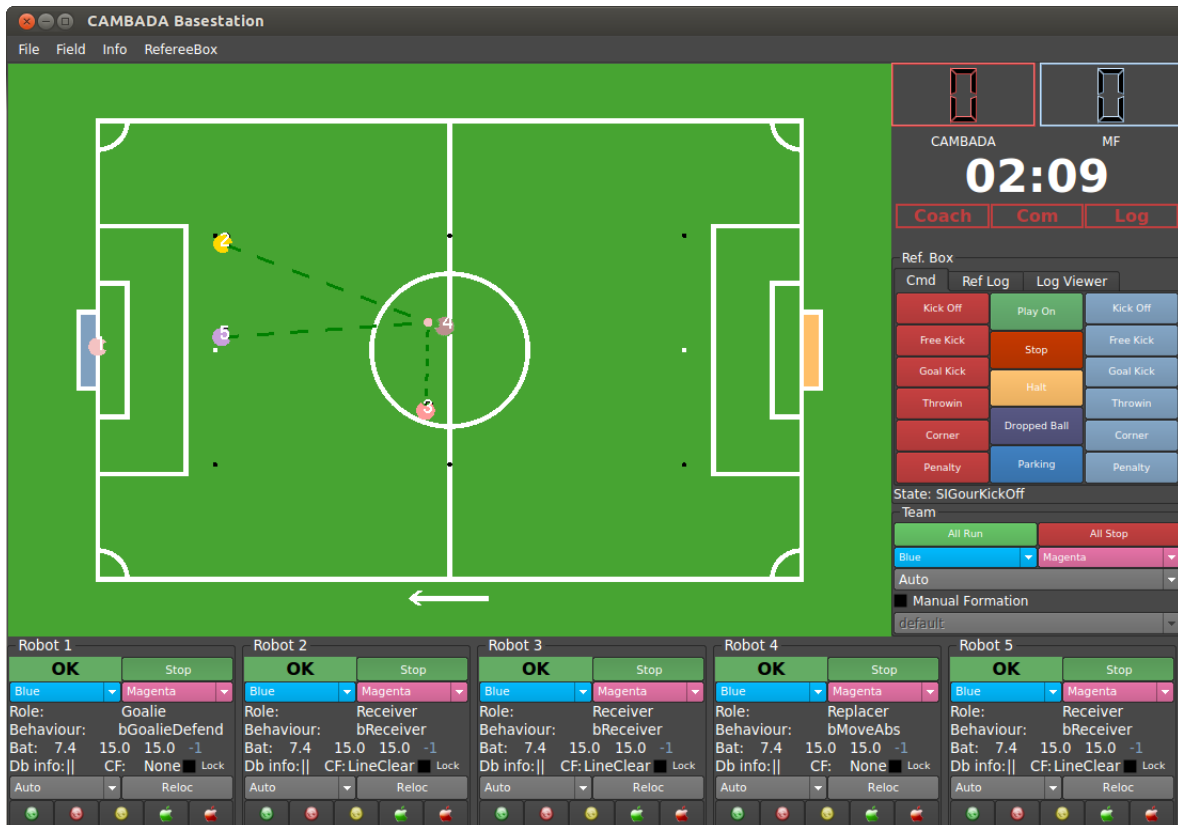 CAMBADA Basestation
File Field Info RefereeBox
0 0
CAMBADA MF
02:09
Coach Com Log
Ref. Box
Cmd Ref Log Log Viewer
Kick Off Play On Kick Off
Free Kick Stop Free Kick
Goal Kick Halt Goal Kick
Throwin Dropped Ball Throwin
Corner Parking Corner
Penalty Penalty
State: SIGourKickOff
Team
All Run All Stop
Blue Magenta
Auto
Manual Formation
default
2
4
5
1
3
Robot 1
OK Stop
Blue Magenta
Role: Goalie
Behaviour: bGoalieDefend
Bat: 7.4 15.0 15.0 -1
Db info:|| CF: None Lock
Auto Reloc
Robot 2
OK Stop
Blue Magenta
Role: Receiver
Behaviour: bReceiver
Bat: 7.4 15.0 15.0 -1
Db info:|| CF:LineClear Lock
Auto Reloc
Robot 3
OK Stop
Blue Magenta
Role: Receiver
Behaviour: bReceiver
Bat: 7.4 15.0 15.0 -1
Db info:|| CF:LineClear Lock
Auto Reloc
Robot 4
OK Stop
Blue Magenta
Role: Replacer
Behaviour: bMoveAbs
Bat: 7.4 15.0 15.0 -1
Db info:|| CF: None Lock
Auto Reloc
Robot 5
OK Stop
Blue Magenta
Role: Receiver
Behaviour: bReceiver
Bat: 7.4 15.0 15.0 -1
Db info:|| CF:LineClear Lock
Auto Reloc